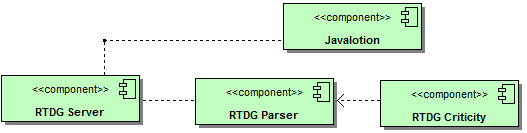 <<component>>
Javalotion
<<component>>
RTDG Server
<<component>>
RTDG Parser
<<component>>
RTDG Criticity